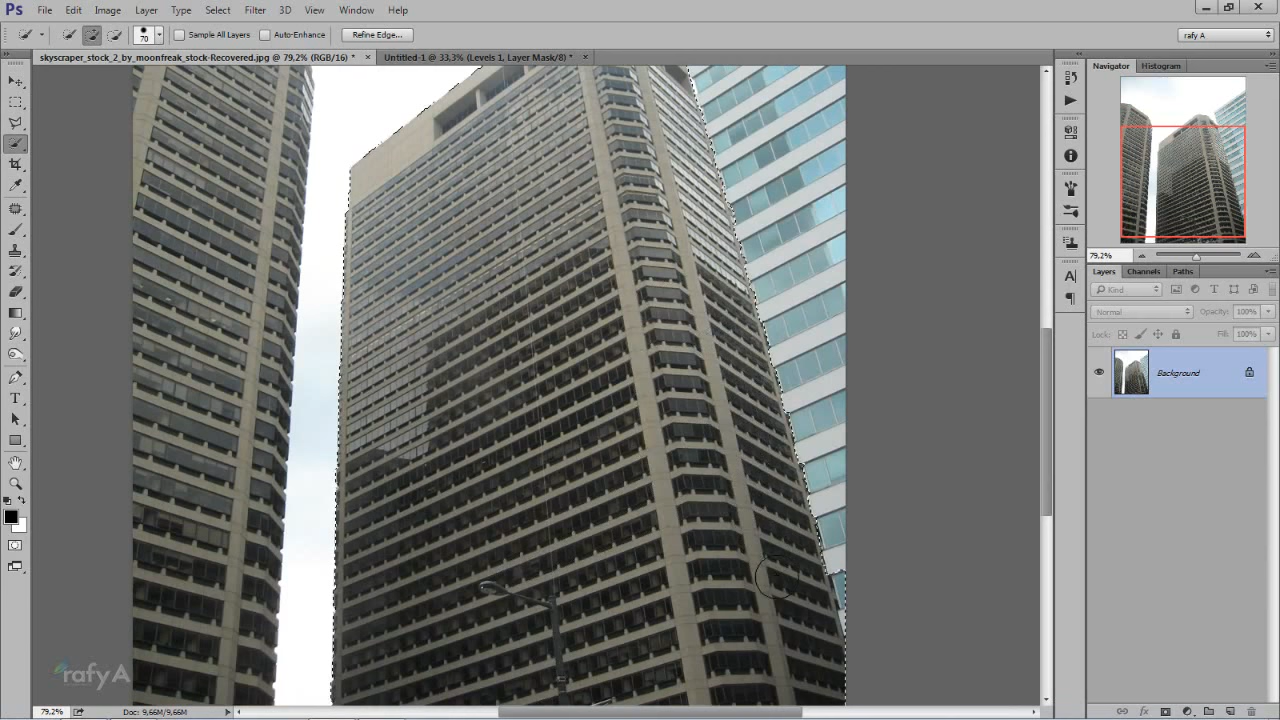 Ps File Edit Image Layer Type Select Filter 3D View Window Help
70 Sample All Layers Auto-Enhance Refine Edge... rafy A
skyscraper_stock_2_by_moonfreak_stock-Recovered.jpg @ 79,2% (RGB/16) * × Untitled-1 @ 33,3% (Levels 1, Layer Mask/8) * ×
Navigator Histogram
79,2%
Layers Channels Paths
Kind
Normal Opacity: 100%
Lock: Fill: 100%
Background
rafy A
79,2% Doc: 9,66M/9,66M